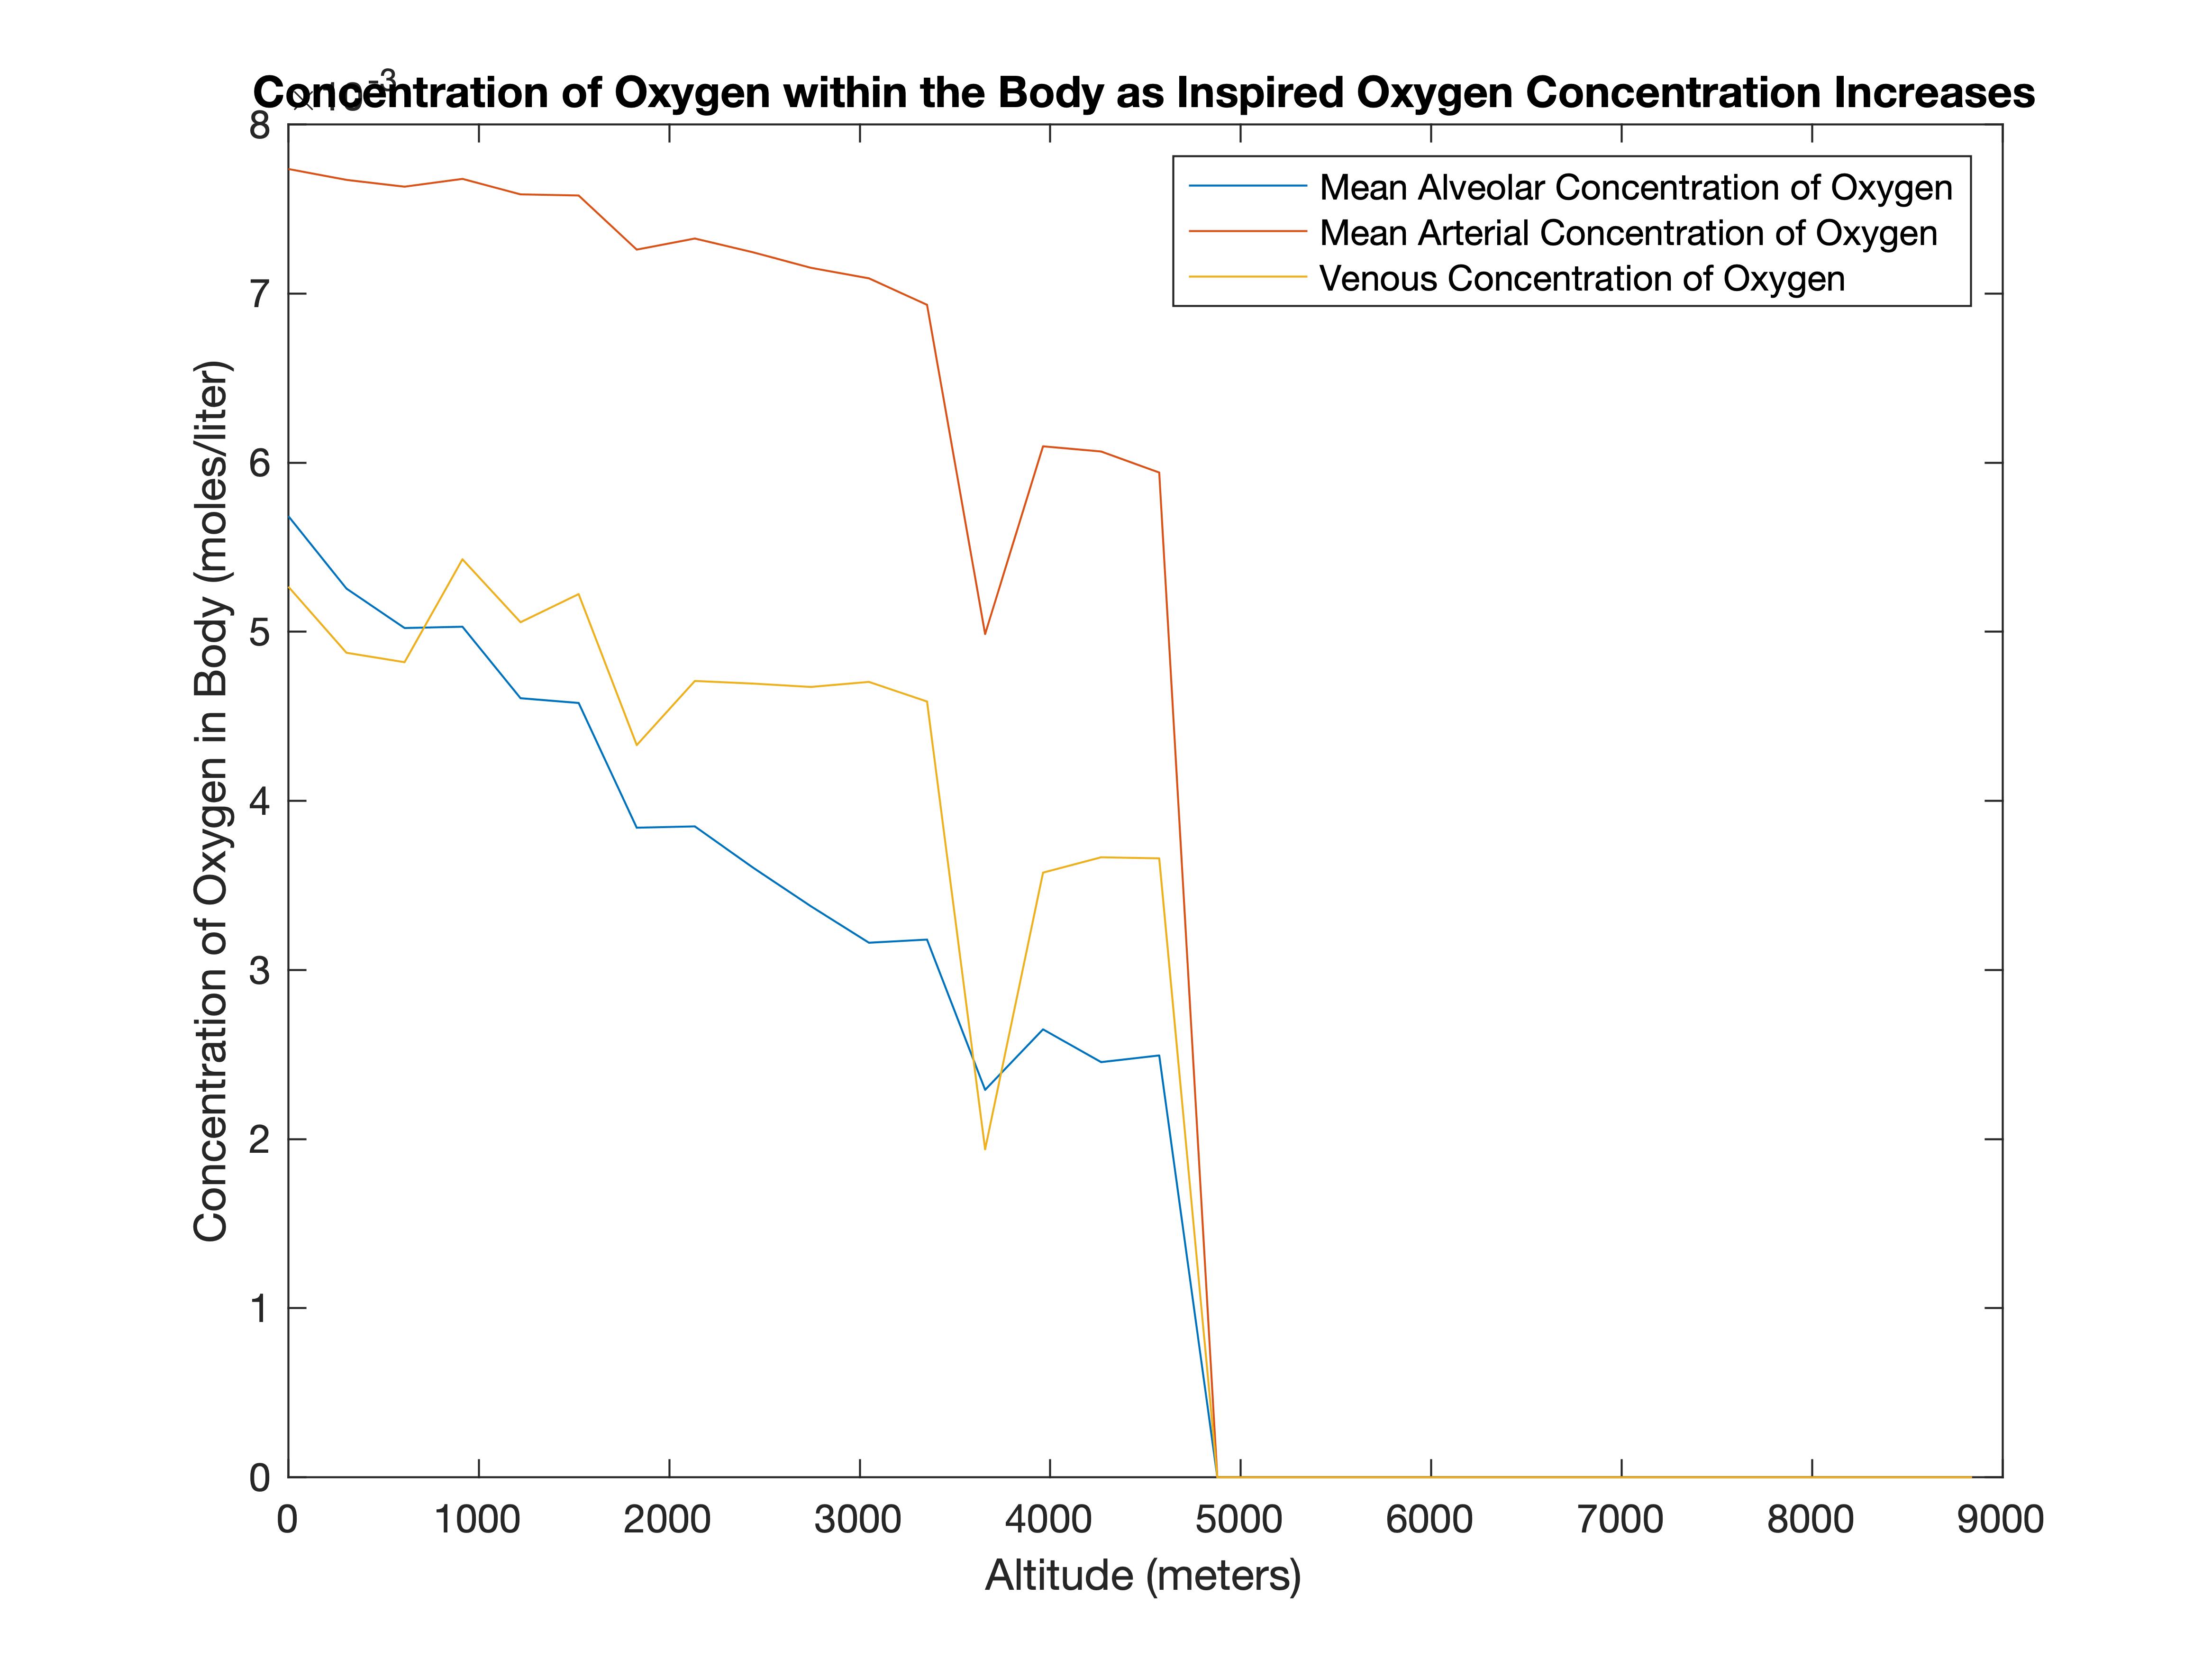 Concentration of Oxygen within the Body as Inspired Oxygen Concentration Increases
×10-3
8
7
6
5
4
3
2
1
0
Concentration of Oxygen in Body (moles/liter)
Mean Alveolar Concentration of Oxygen
Mean Arterial Concentration of Oxygen
Venous Concentration of Oxygen
0 1000 2000 3000 4000 5000 6000 7000 8000 9000
Altitude (meters)